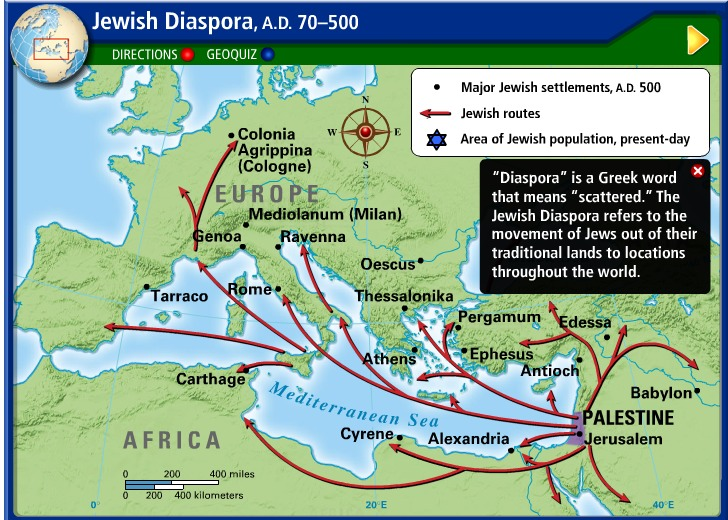 Jewish Diaspora, A.D. 70–500
DIRECTIONS
GEOQUIZ
Major Jewish settlements, A.D. 500
Jewish routes
Area of Jewish population, present-day
N
W
E
S
“Diaspora” is a Greek word
that means “scattered.” The
Jewish Diaspora refers to the
movement of Jews out of their
traditional lands to locations
throughout the world.
Colonia
Agrippina
(Cologne)
EUROPE
Mediolanum (Milan)
Genoa
Ravenna
Oescus
Tarraco
Rome
Thessalonika
Pergamum
Edessa
Athens
Ephesus
Antioch
Carthage
Babylon
Mediterranean Sea
PALESTINE
AFRICA
Cyrene
Alexandria
Jerusalem
0 200 400 miles
0 200 400 kilometers
0°
20°E
40°E